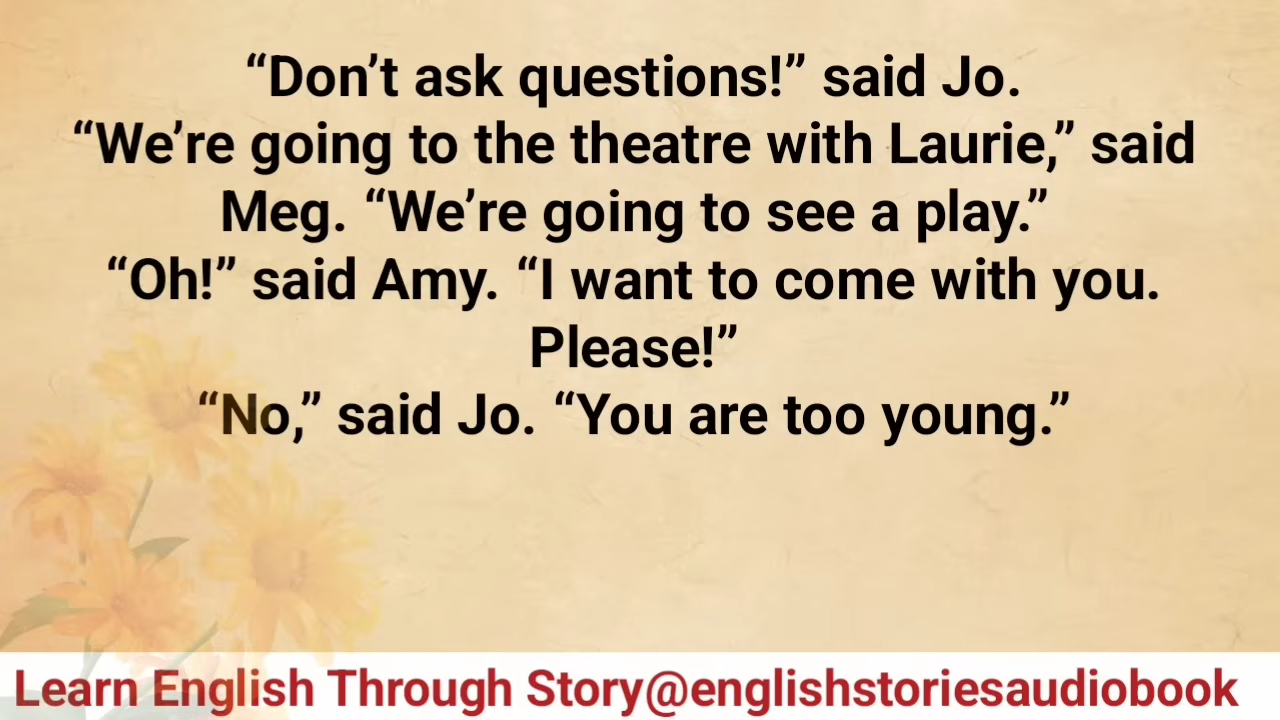 “Don’t ask questions!” said Jo.
“We’re going to the theatre with Laurie,” said
Meg. “We’re going to see a play.”
“Oh!” said Amy. “I want to come with you.
Please!”
“No,” said Jo. “You are too young.”
Learn English Through Story@englishstoriesaudiobook